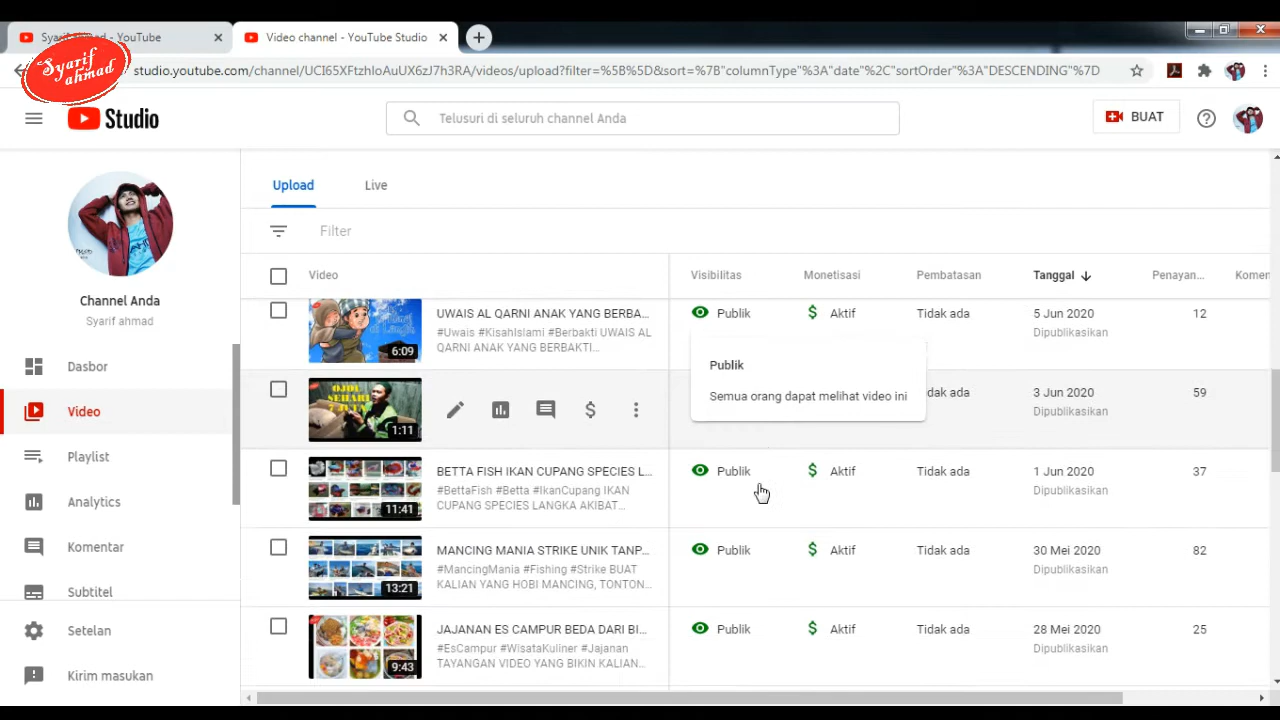 Syarif ahmad - YouTube
Video channel - YouTube Studio
Syarif
ahmad
studio.youtube.com/channel/UCI65XFtzhloAuUX6zJ7h3RA/videos/upload?filter=%5B%5D&sort=%7B"columnType"%3A"date"%2C"sortOrder"%3A"DESCENDING"%7D
Studio
Telusuri di seluruh channel Anda
BUAT
Channel Anda
Syarif ahmad
Dasbor
Video
Playlist
Analytics
Komentar
Subtitel
Setelan
Kirim masukan
Upload Live
Filter
Video Visibilitas Monetisasi Pembatasan Tanggal Penayan... Komen
6:09
UWAIS AL QARNI ANAK YANG BERBA...
#Uwais #KisahIslami #Berbakti UWAIS AL
QARNI ANAK YANG BERBAKTI...
Publik $ Aktif Tidak ada 5 Jun 2020 12
Dipublikasikan
Publik
Semua orang dapat melihat video ini
OJOL
SEHARI
7 JUTA
1:11
$
dak ada 3 Jun 2020 59
Dipublikasikan
11:41
BETTA FISH IKAN CUPANG SPECIES L...
#BettaFish #Betta #IkanCupang IKAN
CUPANG SPECIES LANGKA AKIBAT...
Publik $ Aktif Tidak ada 1 Jun 2020 37
Dipublikasikan
13:21
MANCING MANIA STRIKE UNIK TANP...
#MancingMania #Fishing #Strike BUAT
KALIAN YANG HOBI MANCING, TONTON...
Publik $ Aktif Tidak ada 30 Mei 2020 82
Dipublikasikan
9:43
JAJANAN ES CAMPUR BEDA DARI BI...
#EsCampur #WisataKuliner #Jajanan
TAYANGAN VIDEO YANG BIKIN KALIAN...
Publik $ Aktif Tidak ada 28 Mei 2020 25
Dipublikasikan